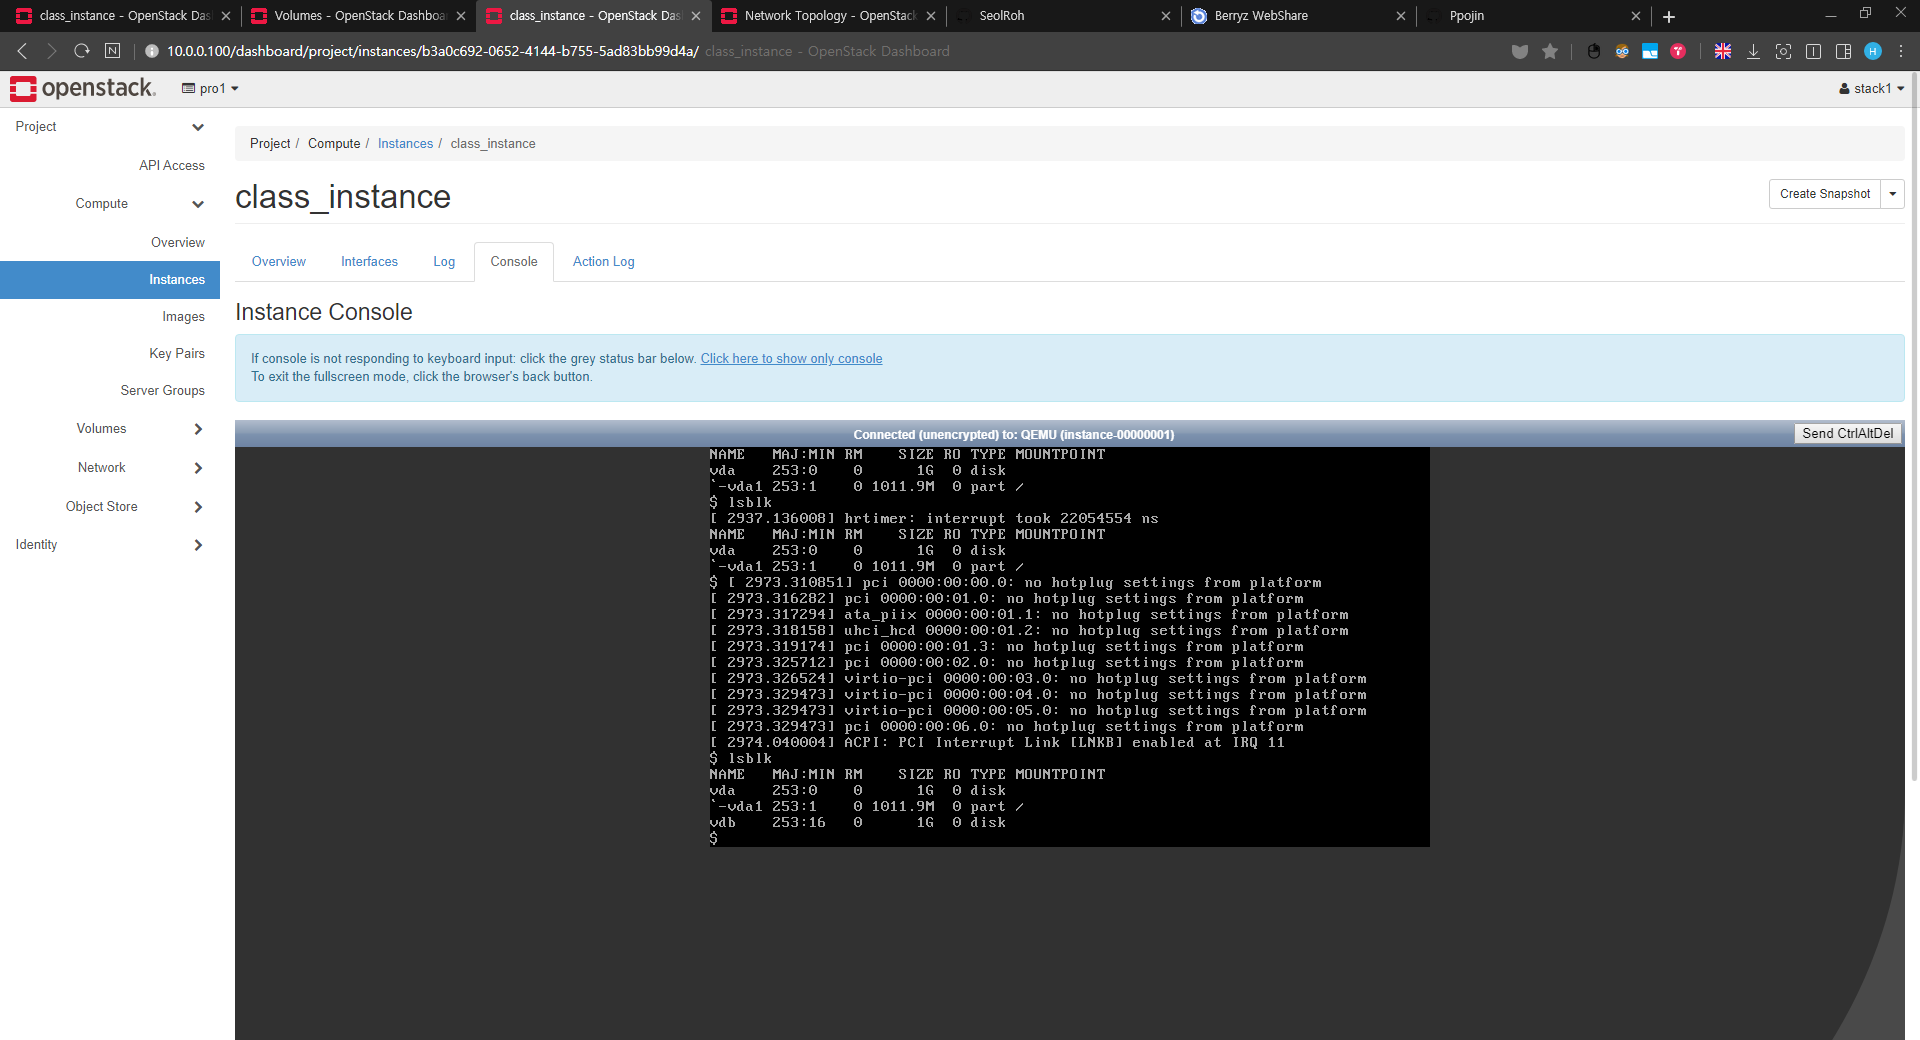 class_instance - OpenStack Das
Volumes - OpenStack Dashboa
class_instance - OpenStack Das
Network Topology - OpenStack
SeolRoh
Berryz WebShare
Ppojin
10.0.0.100/dashboard/project/instances/b3a0c692-0652-4144-b755-5ad83bb99d4a/ class_instance - OpenStack Dashboard
openstack.
pro1
stack1
Project
API Access
Compute
Overview
Instances
Images
Key Pairs
Server Groups
Volumes
Network
Object Store
Identity
Project / Compute / Instances / class_instance
class_instance
Create Snapshot
Overview
Interfaces
Log
Console
Action Log
Instance Console
If console is not responding to keyboard input: click the grey status bar below. Click here to show only console
To exit the fullscreen mode, click the browser's back button.
Connected (unencrypted) to: QEMU (instance-00000001)
Send CtrlAltDel
NAME   MAJ:MIN RM    SIZE RO TYPE MOUNTPOINT
vda    253:0    0      1G  0 disk
`-vda1 253:1    0 1011.9M  0 part /
$ lsblk
[ 2937.136008] hrtimer: interrupt took 22054554 ns
NAME   MAJ:MIN RM    SIZE RO TYPE MOUNTPOINT
vda    253:0    0      1G  0 disk
`-vda1 253:1    0 1011.9M  0 part /
$ [ 2973.310851] pci 0000:00:00.0: no hotplug settings from platform
[ 2973.316282] pci 0000:00:01.0: no hotplug settings from platform
[ 2973.317294] ata_piix 0000:00:01.1: no hotplug settings from platform
[ 2973.318158] uhci_hcd 0000:00:01.2: no hotplug settings from platform
[ 2973.319174] pci 0000:00:01.3: no hotplug settings from platform
[ 2973.325712] pci 0000:00:02.0: no hotplug settings from platform
[ 2973.326524] virtio-pci 0000:00:03.0: no hotplug settings from platform
[ 2973.329473] virtio-pci 0000:00:04.0: no hotplug settings from platform
[ 2973.329473] virtio-pci 0000:00:05.0: no hotplug settings from platform
[ 2973.329473] pci 0000:00:06.0: no hotplug settings from platform
[ 2974.040004] ACPI: PCI Interrupt Link [LNKB] enabled at IRQ 11
$ lsblk
NAME   MAJ:MIN RM    SIZE RO TYPE MOUNTPOINT
vda    253:0    0      1G  0 disk
`-vda1 253:1    0 1011.9M  0 part /
vdb    253:16   0      1G  0 disk
$